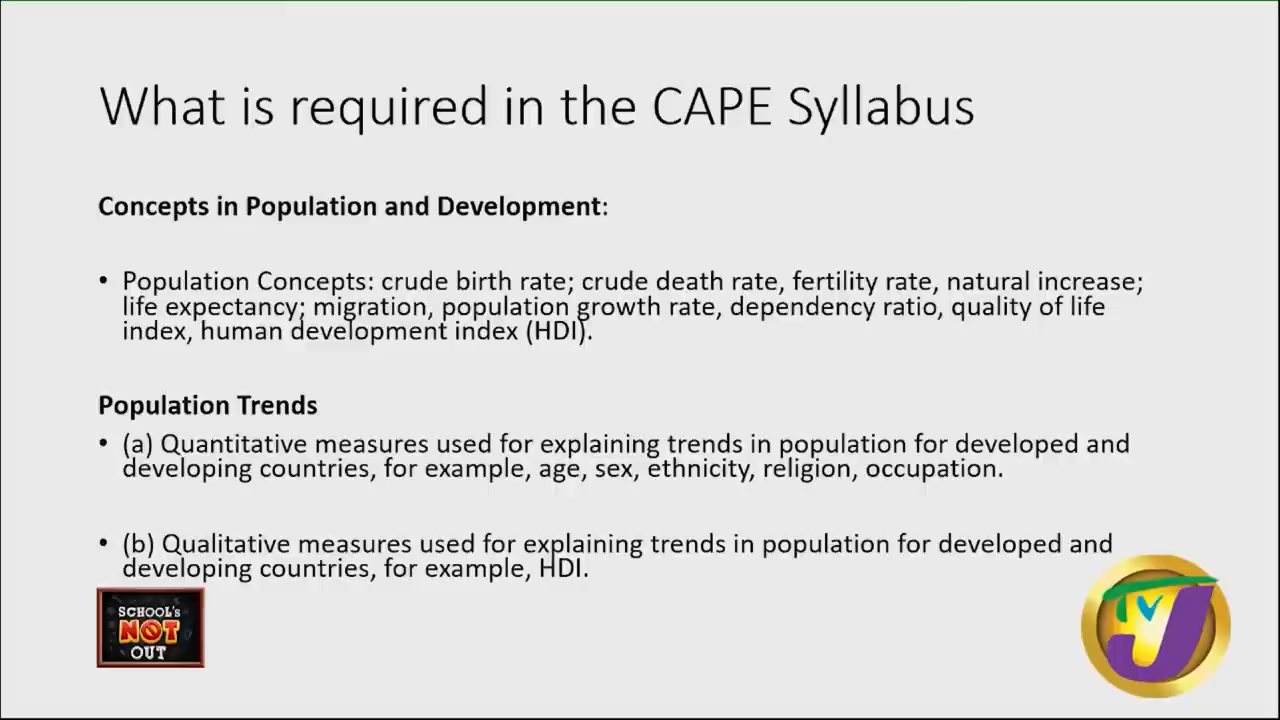 What is required in the CAPE Syllabus
Concepts in Population and Development:
• Population Concepts: crude birth rate; crude death rate, fertility rate, natural increase;
life expectancy; migration, population growth rate, dependency ratio, quality of life
index, human development index (HDI).
Population Trends
• (a) Quantitative measures used for explaining trends in population for developed and
developing countries, for example, age, sex, ethnicity, religion, occupation.
• (b) Qualitative measures used for explaining trends in population for developed and
developing countries, for example, HDI.
SCHOOL's
NOT
OUT
TVJ